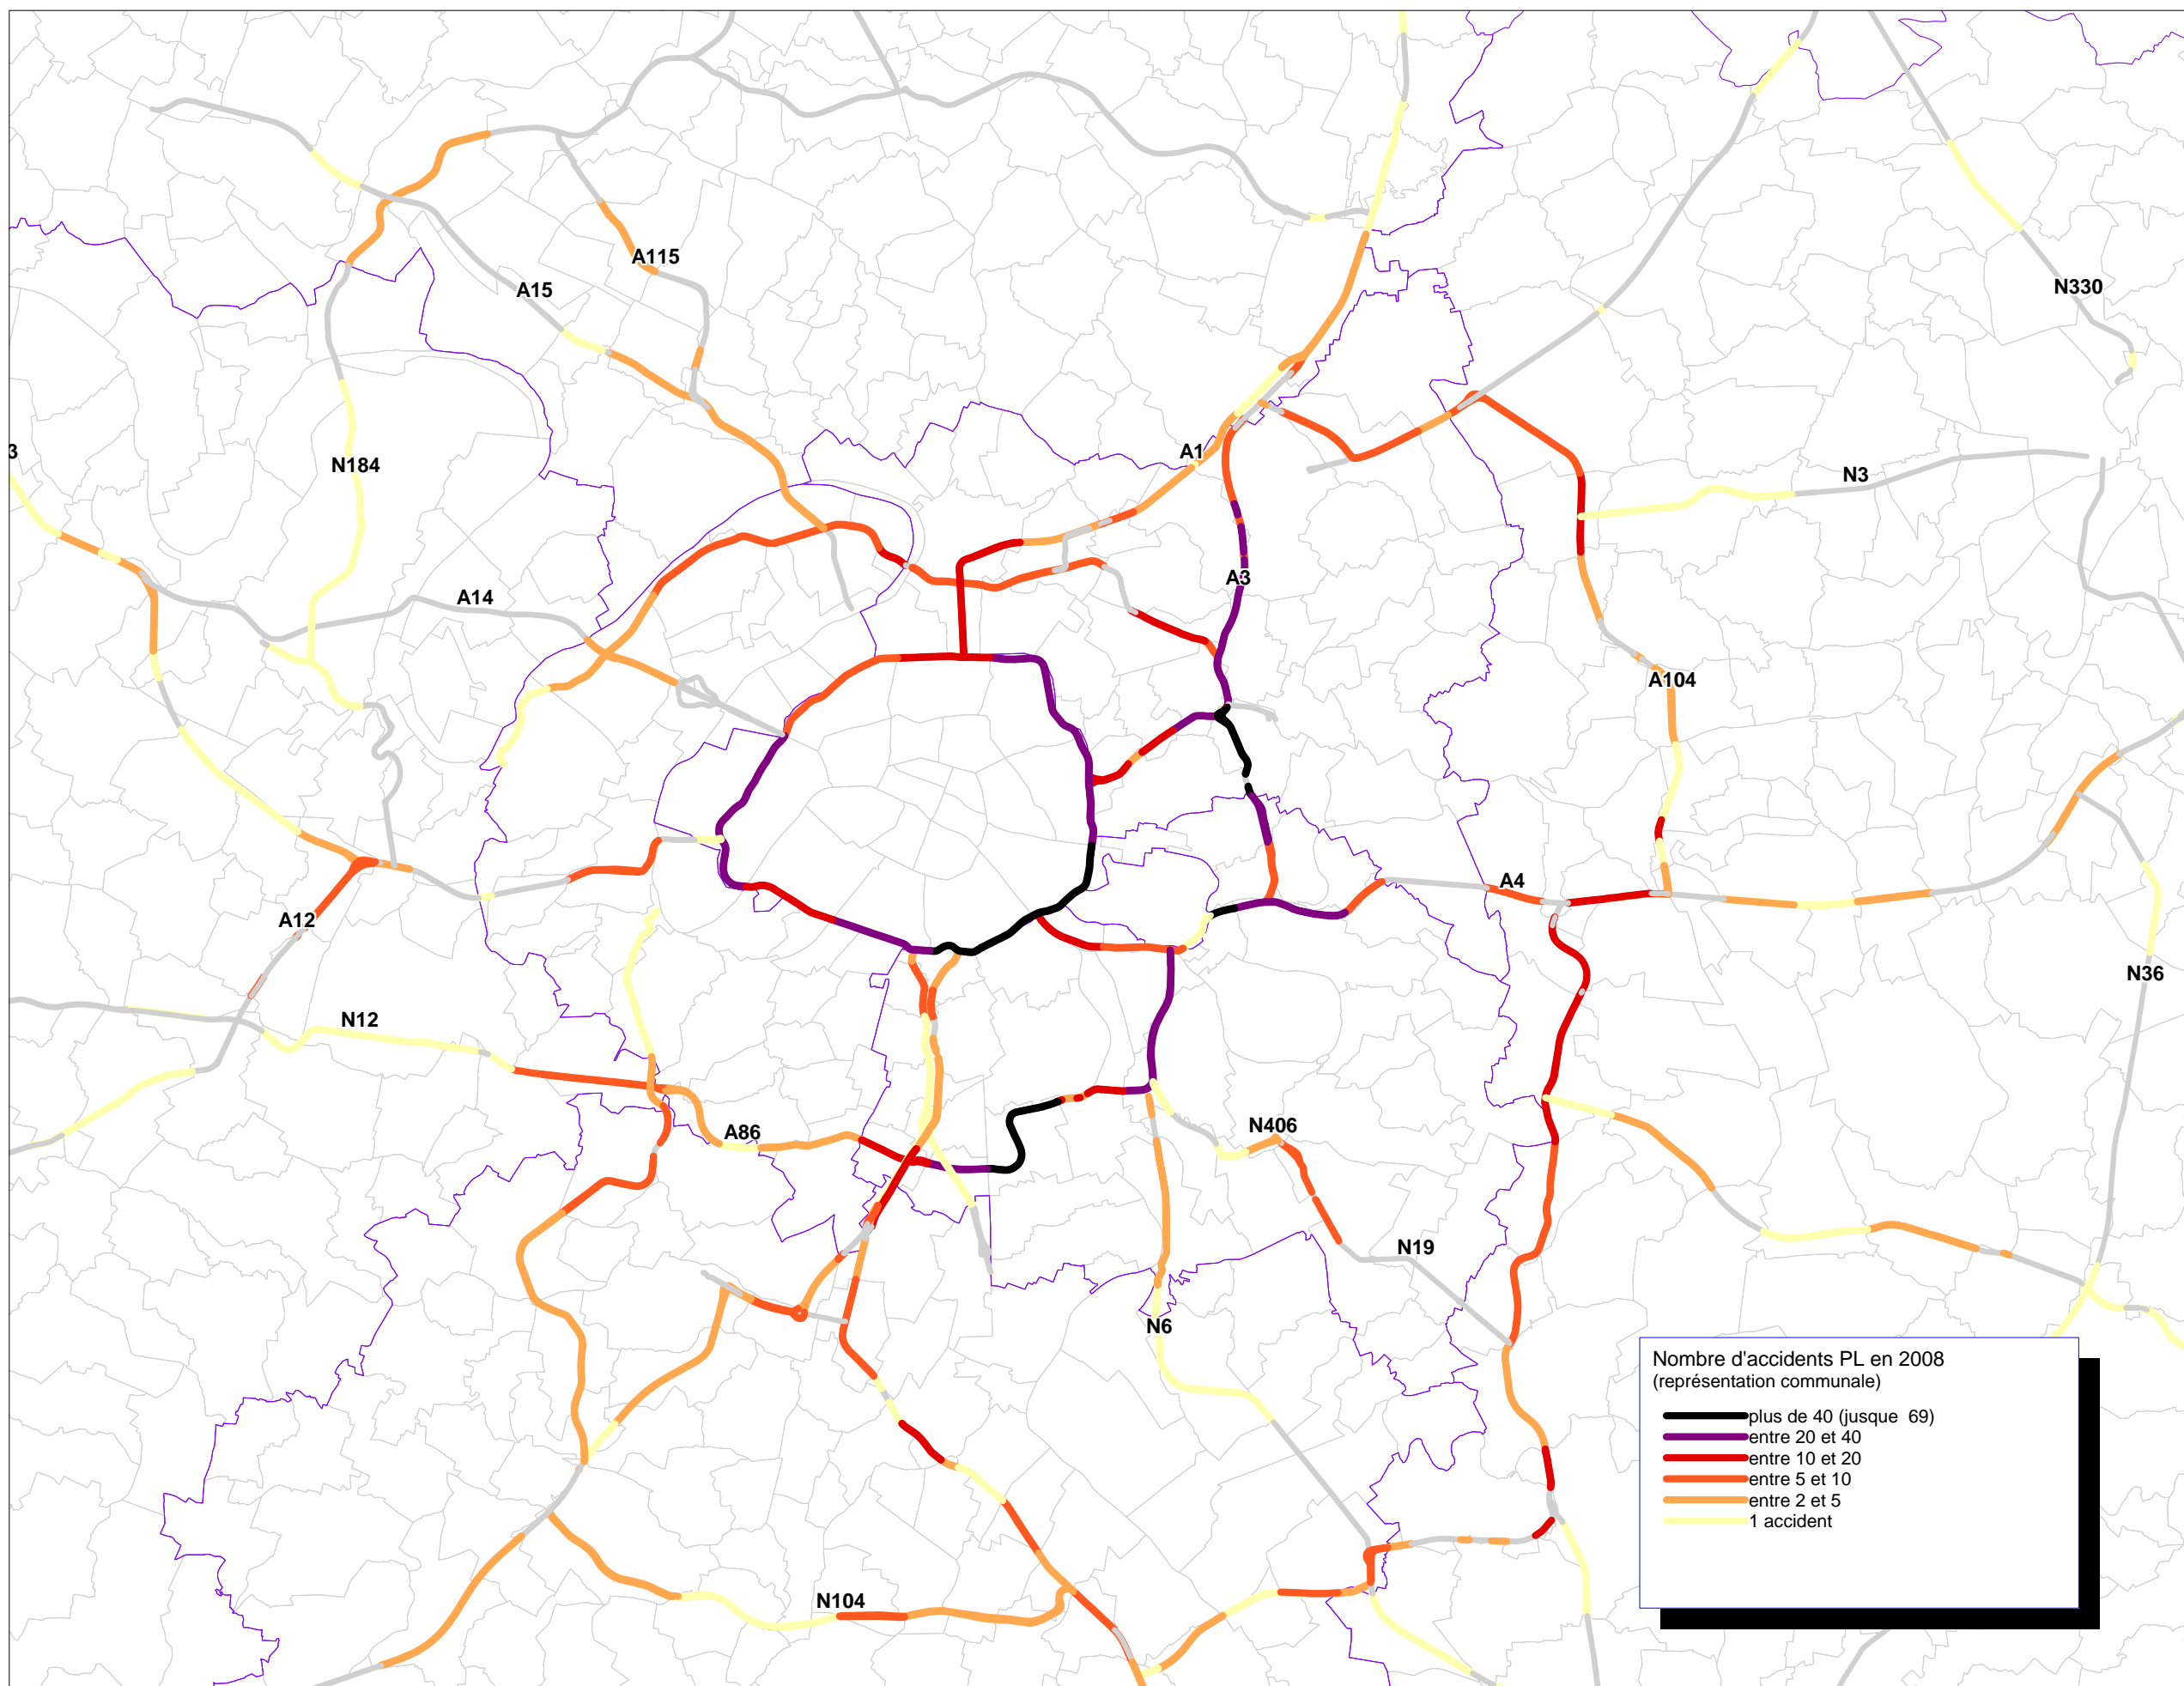 A115
A15
N330
A1
3
N184
N3
A3
A14
A104
A4
A12
N36
N12
N406
A86
N19
N6
Nombre d'accidents PL en 2008
(représentation communale)
plus de 40 (jusque  69)
entre 20 et 40
entre 10 et 20
entre 5 et 10
entre 2 et 5
1 accident
N104